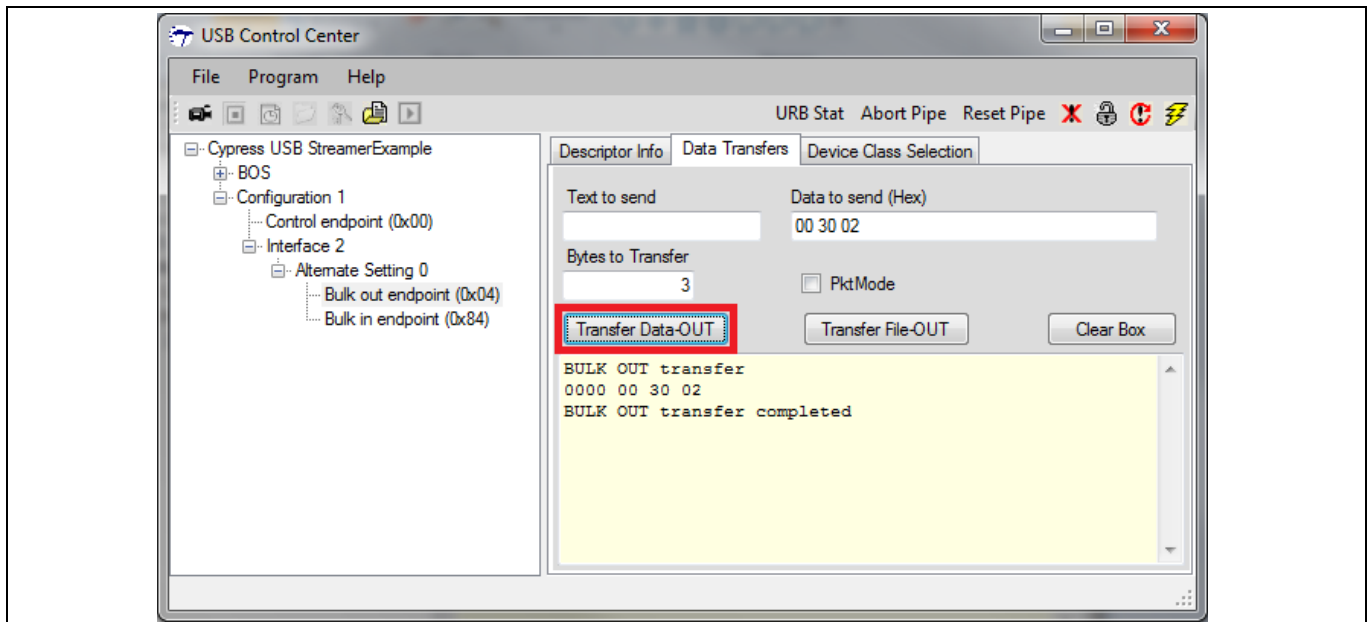 USB Control Center
File Program Help
URB Stat Abort Pipe Reset Pipe
Cypress USB StreamerExample
BOS
Configuration 1
Control endpoint (0x00)
Interface 2
Alternate Setting 0
Bulk out endpoint (0x04)
Bulk in endpoint (0x84)
Descriptor Info Data Transfers Device Class Selection
Text to send Data to send (Hex)
00 30 02
Bytes to Transfer
3 PktMode
Transfer Data-OUT Transfer File-OUT Clear Box
BULK OUT transfer
0000 00 30 02
BULK OUT transfer completed